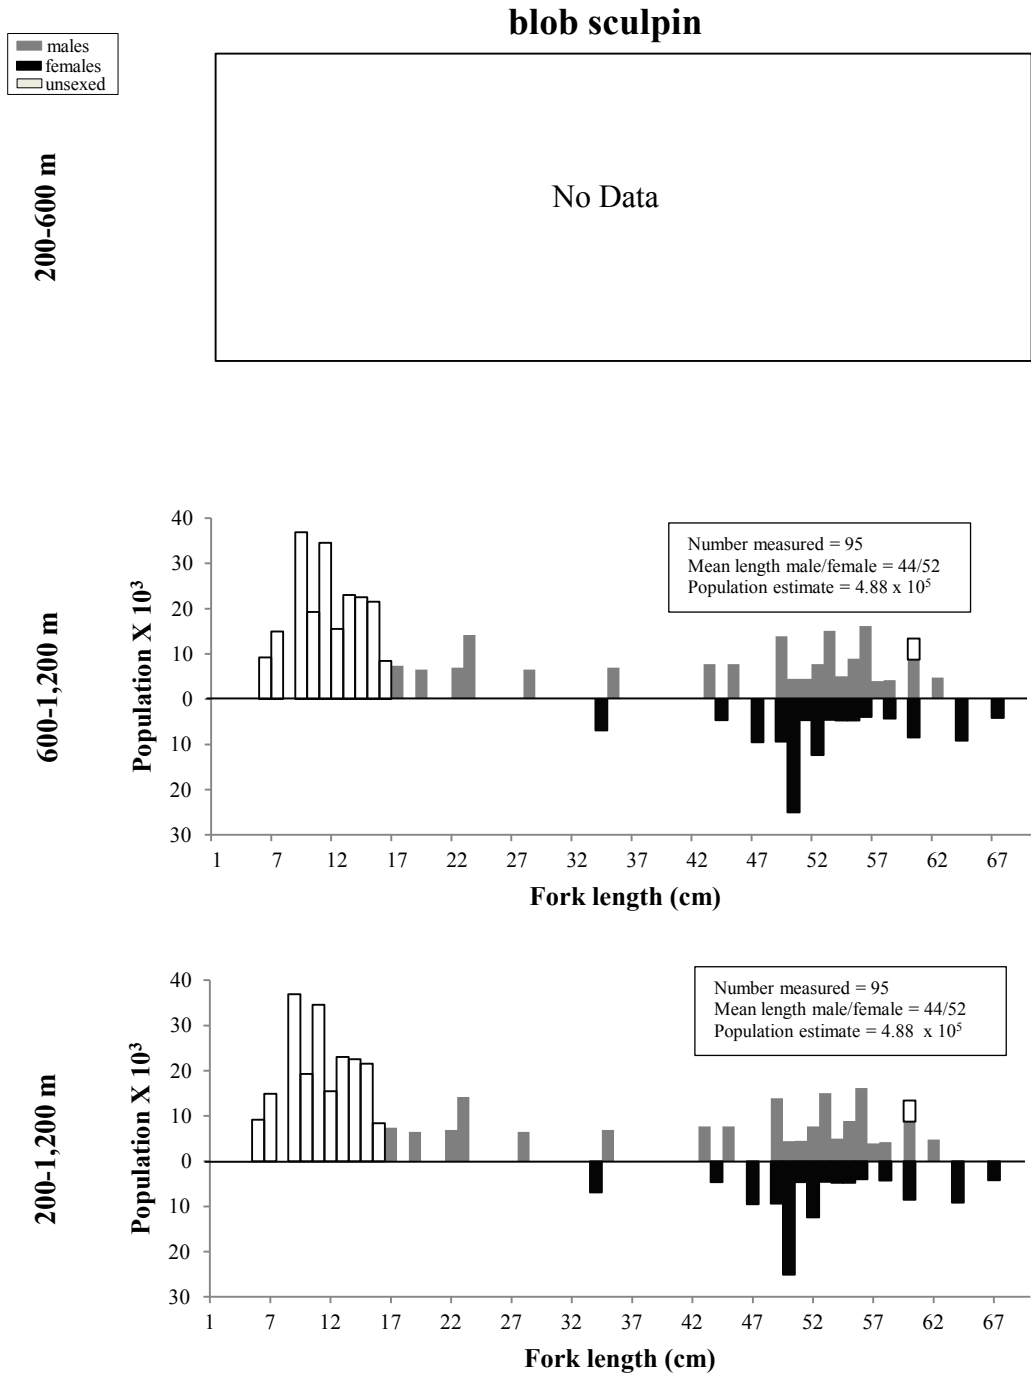 blob sculpin
males
females
unsexed
200-600 m
No Data
600-1,200 m
Population X 10³
40
30
20
10
0
10
20
30
Number measured = 95
Mean length male/female = 44/52
Population estimate = 4.88 x 10⁵
1 7 12 17 22 27 32 37 42 47 52 57 62 67
Fork length (cm)
200-1,200 m
Population X 10³
40
30
20
10
0
10
20
30
Number measured = 95
Mean length male/female = 44/52
Population estimate = 4.88 x 10⁵
1 7 12 17 22 27 32 37 42 47 52 57 62 67
Fork length (cm)